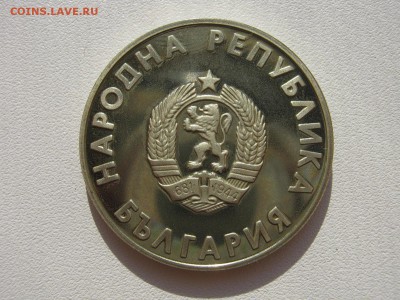 COINS.LAVE.RU
НАРОДНА РЕПУБЛИКА
681 1944
БЪЛГАРИЯ